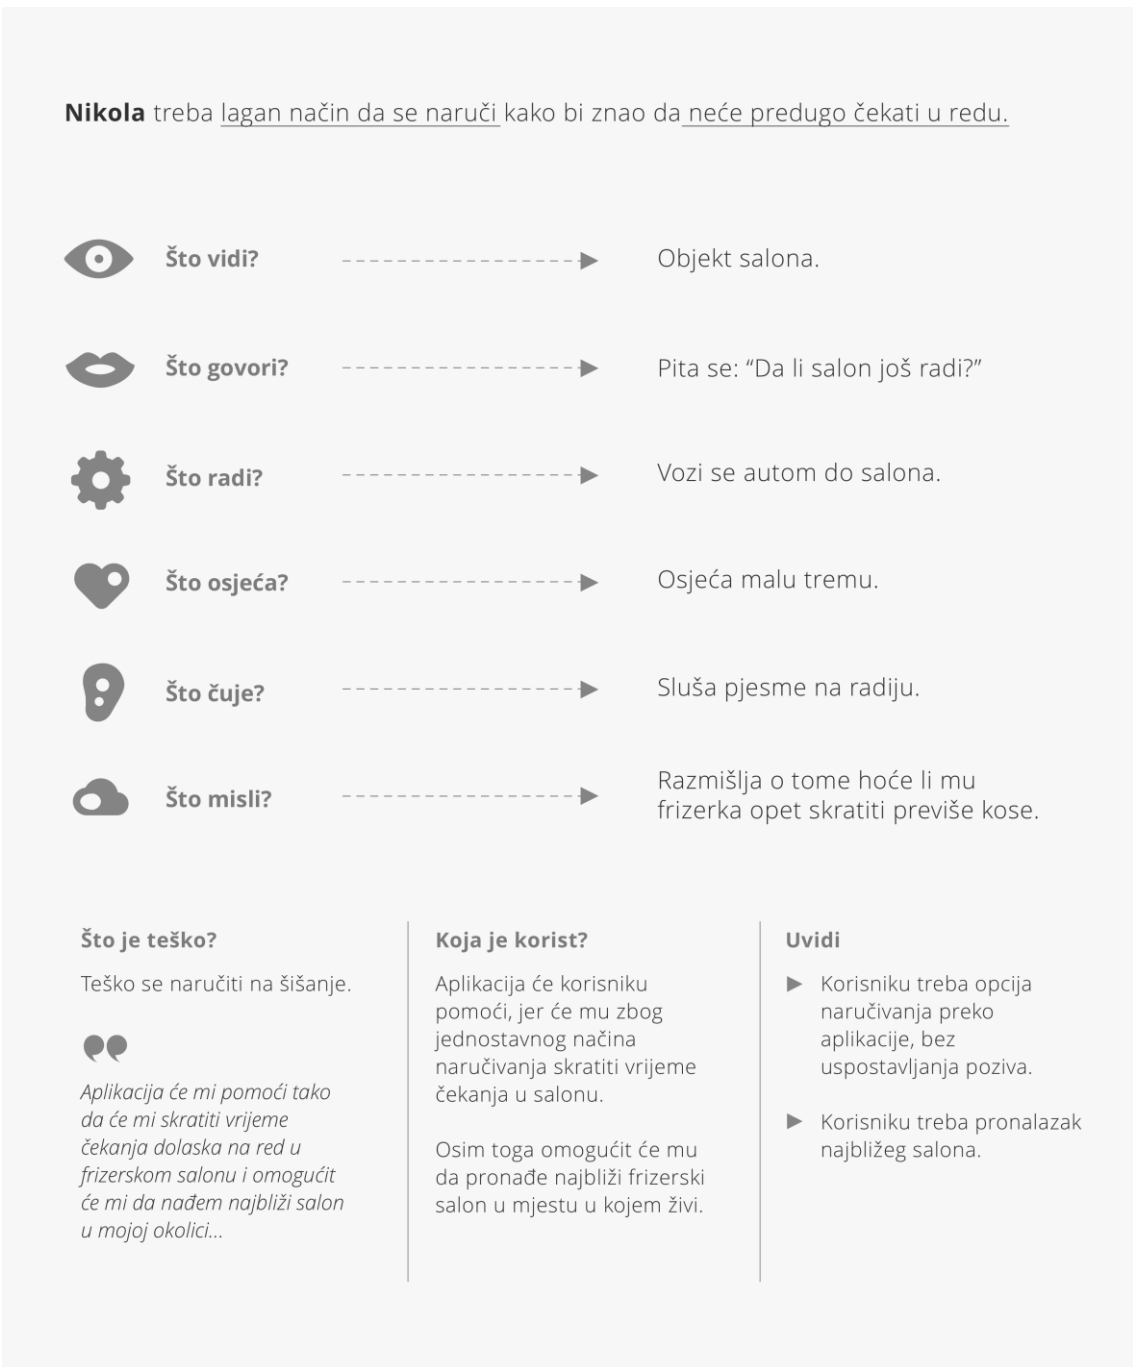 Nikola treba lagan način da se naruči kako bi znao da neće predugo čekati u redu.
Što vidi?
Objekt salona.
Što govori?
Pita se: “Da li salon još radi?”
Što radi?
Vozi se autom do salona.
Što osjeća?
Osjeća malu tremu.
Što čuje?
Sluša pjesme na radiju.
Što misli?
Razmišlja o tome hoće li mu
frizerka opet skratiti previše kose.
Što je teško?
Teško se naručiti na šišanje.
Aplikacija će mi pomoći tako
da će mi skratiti vrijeme
čekanja dolaska na red u
frizerskom salonu i omogućit
će mi da nađem najbliži salon
u mojoj okolici...
Koja je korist?
Aplikacija će korisniku
pomoći, jer će mu zbog
jednostavnog načina
naručivanja skratiti vrijeme
čekanja u salonu.
Osim toga omogućit će mu
da pronađe najbliži frizerski
salon u mjestu u kojem živi.
Uvidi
Korisniku treba opcija
naručivanja preko
aplikacije, bez
uspostavljanja poziva.
Korisniku treba pronalazak
najbližeg salona.